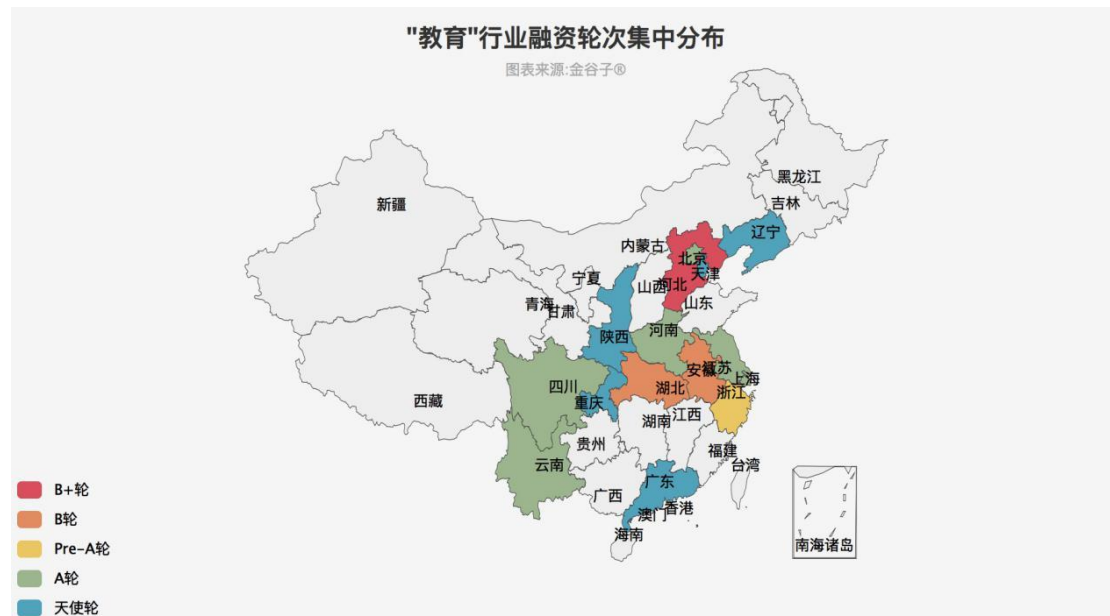 "教育"行业融资轮次集中分布
图表来源:金谷子®
黑龙江
吉林
新疆
辽宁
内蒙古
北京
天津
宁夏
山西
河北
青海
甘肃
山东
陕西
河南
安徽
江苏
上海
四川
湖北
浙江
西藏
重庆
湖南
江西
贵州
福建
云南
台湾
广东
广西
香港
澳门
海南
南海诸岛
B+轮
B轮
Pre-A轮
A轮
天使轮